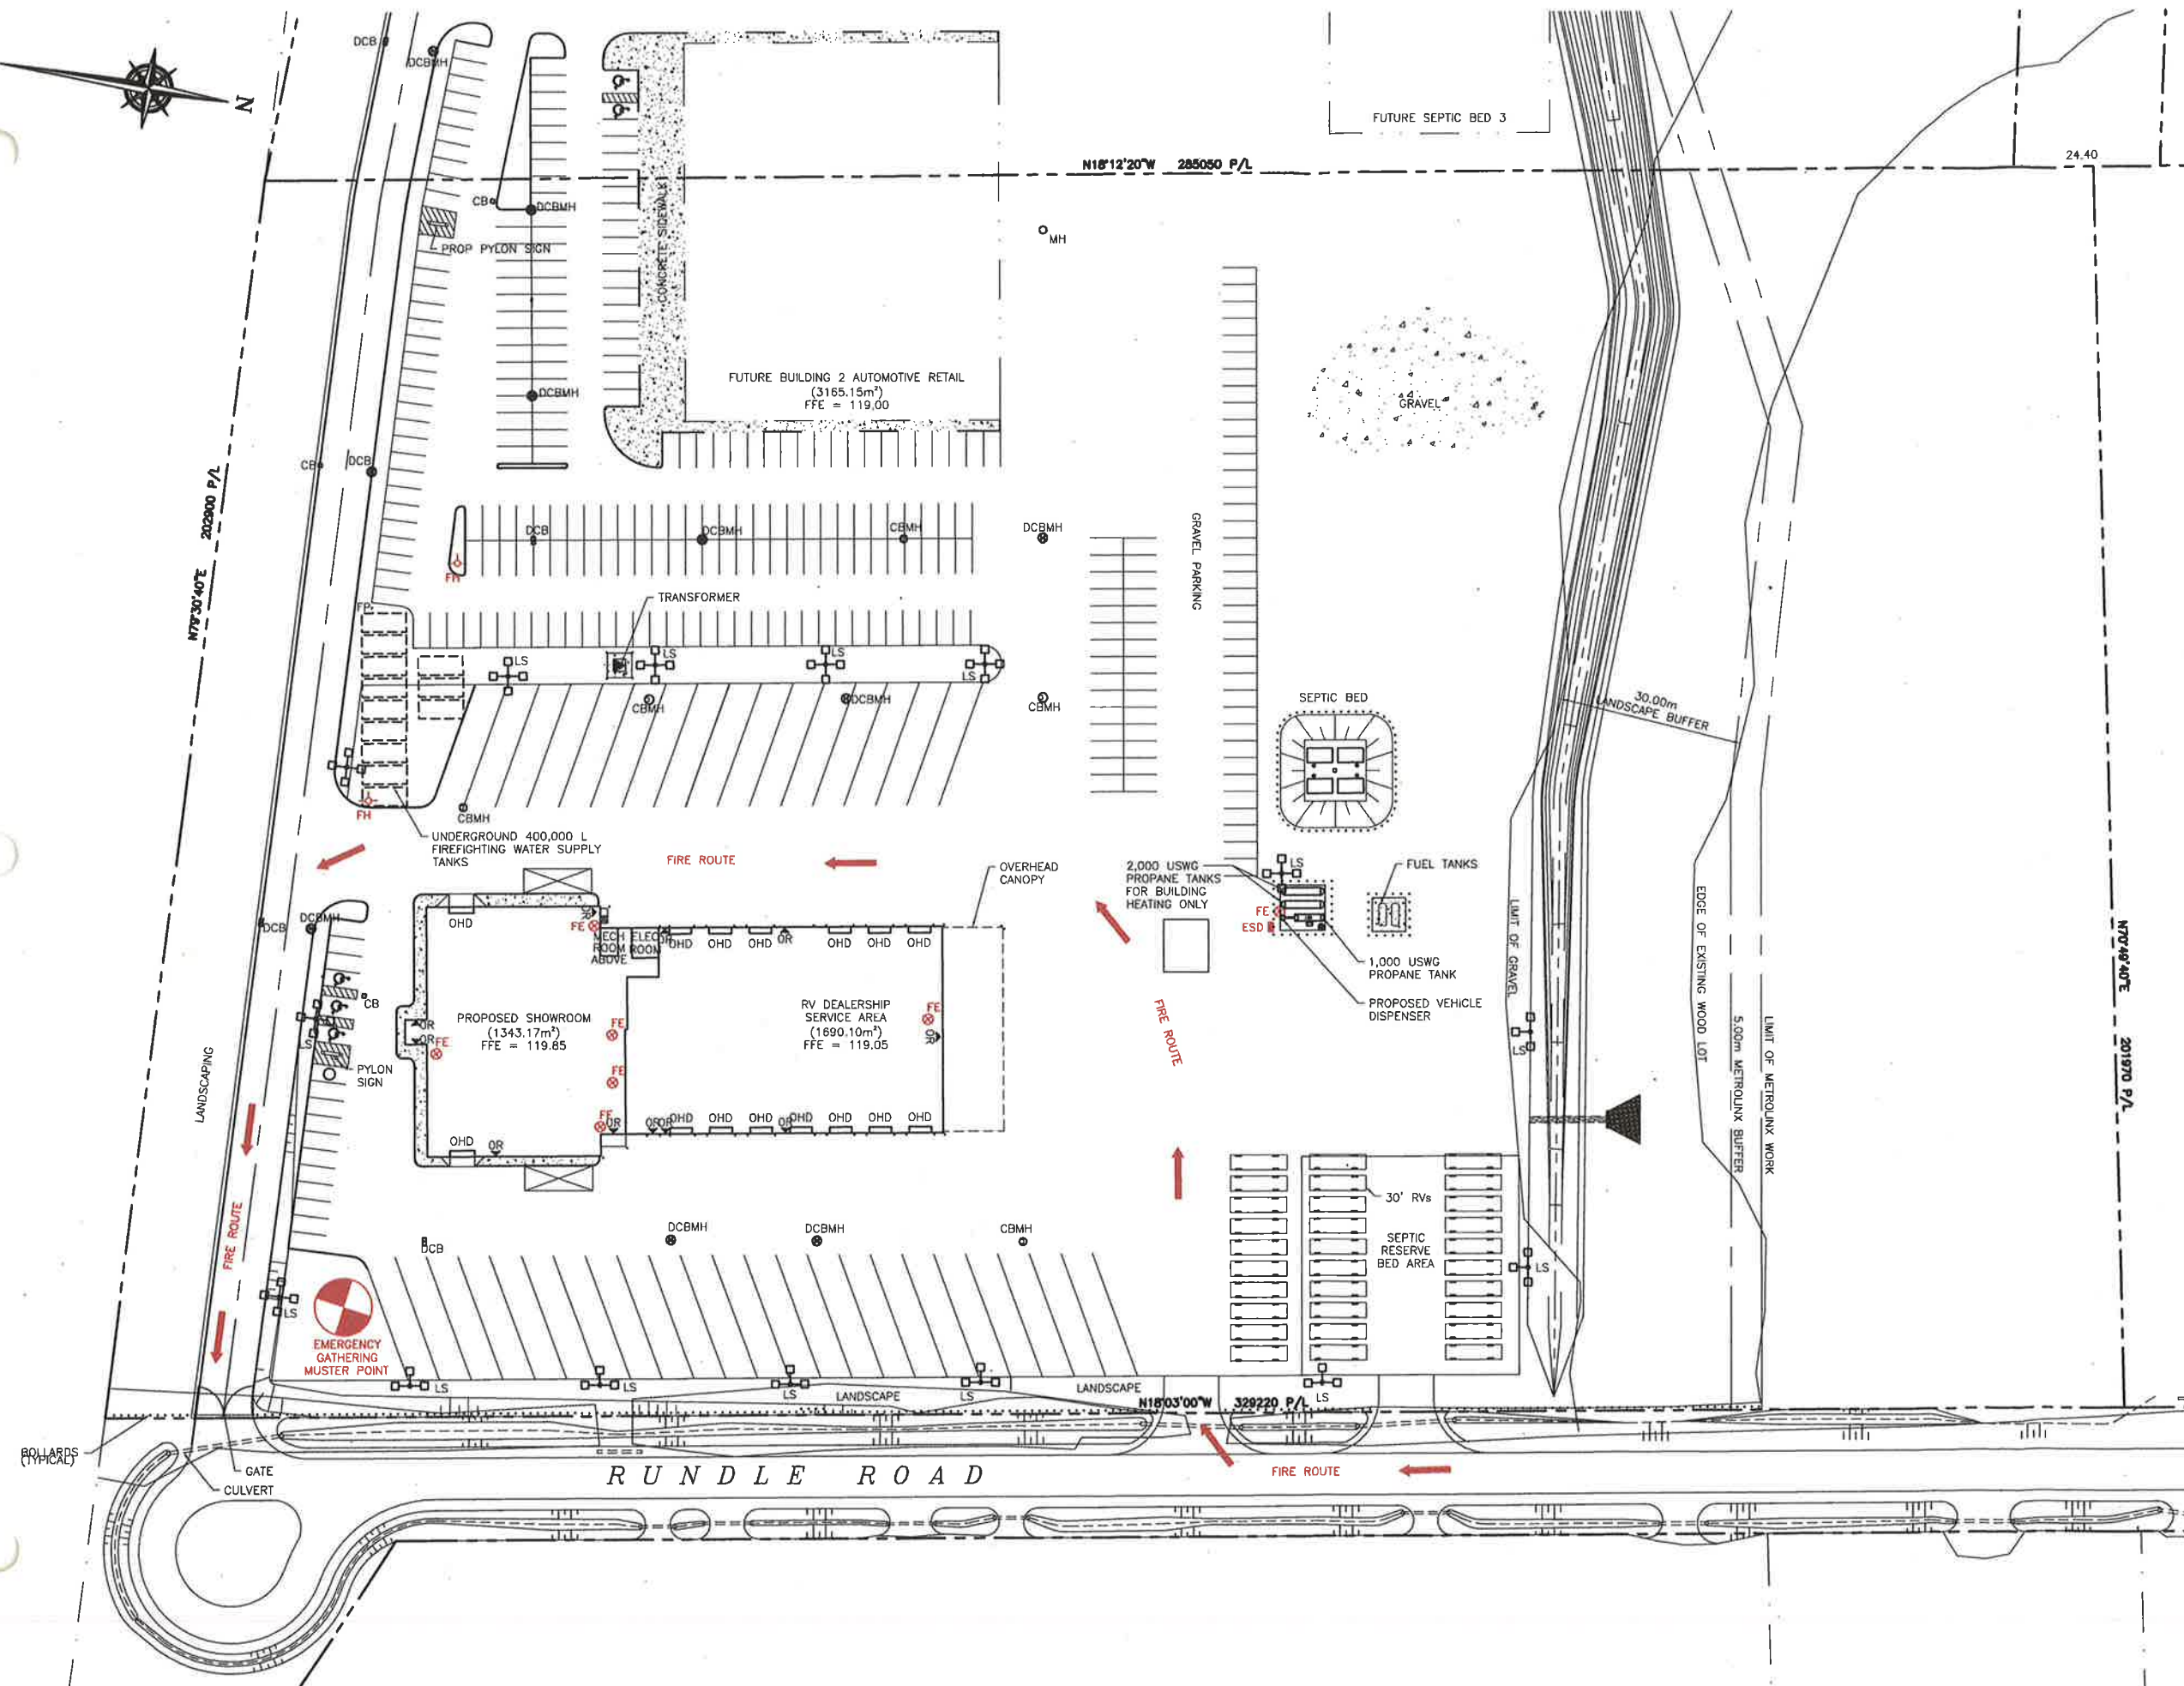 DCB
DCBMH
N
FUTURE SEPTIC BED 3
N18°12'20"W 285050 P/L
24.40
CB
DCBMH
PROP PYLON SIGN
CONCRETE SIDEWALK
MH
N79°30'40"E 202900 P/L
DCBMH
FUTURE BUILDING 2 AUTOMOTIVE RETAIL
(3165.15m²)
FFE = 119.00
GRAVEL
CB
DCB
DCB
DCBMH
CBMH
DCBMH
GRAVEL PARKING
FH
FP
TRANSFORMER
LS
LS
LS
LS
CBMH
DCBMH
CBMH
SEPTIC BED
30.00m
LANDSCAPE BUFFER
FH
CBMH
UNDERGROUND 400,000 L
FIREFIGHTING WATER SUPPLY
TANKS
FIRE ROUTE
OVERHEAD
CANOPY
2,000 USWG
PROPANE TANKS
FOR BUILDING
HEATING ONLY
LS
FUEL TANKS
FE
ESD
1,000 USWG
PROPANE TANK
PROPOSED VEHICLE
DISPENSER
LIMIT OF GRAVEL
EDGE OF EXISTING WOOD LOT
5.00m METROLINX BUFFER
LIMIT OF METROLINX WORK
N70°49'40"E 201970 P/L
DCB
DCBMH
OHD
OR
FE
MECH
ROOM
ABOVE
ELEC
ROOM
OR
OHD
OHD
OHD
OR
OHD
OHD
OHD
CB
PROPOSED SHOWROOM
(1343.17m²)
FFE = 119.85
OR
OR
FE
FE
FE
FE
OR
RV DEALERSHIP
SERVICE AREA
(1690.10m²)
FFE = 119.05
FE
OR
FIRE ROUTE
LS
LS
PYLON
SIGN
LANDSCAPING
OHD
OR
OR
OR
OHD
OHD
OHD
OR
OHD
OHD
OHD
OHD
30' RVs
SEPTIC
RESERVE
BED AREA
LS
FIRE ROUTE
DCB
DCBMH
DCBMH
CBMH
LS
EMERGENCY
GATHERING
MUSTER POINT
LS
LS
LS
LANDSCAPE
LS
LANDSCAPE
LS
N18°03'00"W 329220 P/L
BOLLARDS
(TYPICAL)
GATE
CULVERT
RUNDLE ROAD
FIRE ROUTE